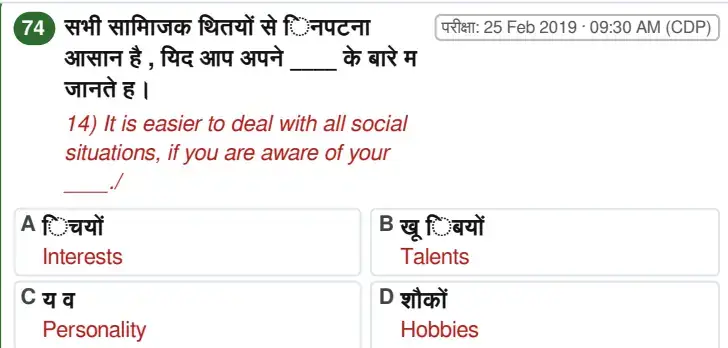 74 सभी सामािजक थितयों से िनपटना
परीक्षा: 25 Feb 2019 · 09:30 AM (CDP)
आसान है , यिद आप अपने ____ के बारे म
जानते ह ।
14) It is easier to deal with all social
situations, if you are aware of your
____./
A िचयों
Interests
B खू िबयों
Talents
C य व
Personality
D शौकों
Hobbies